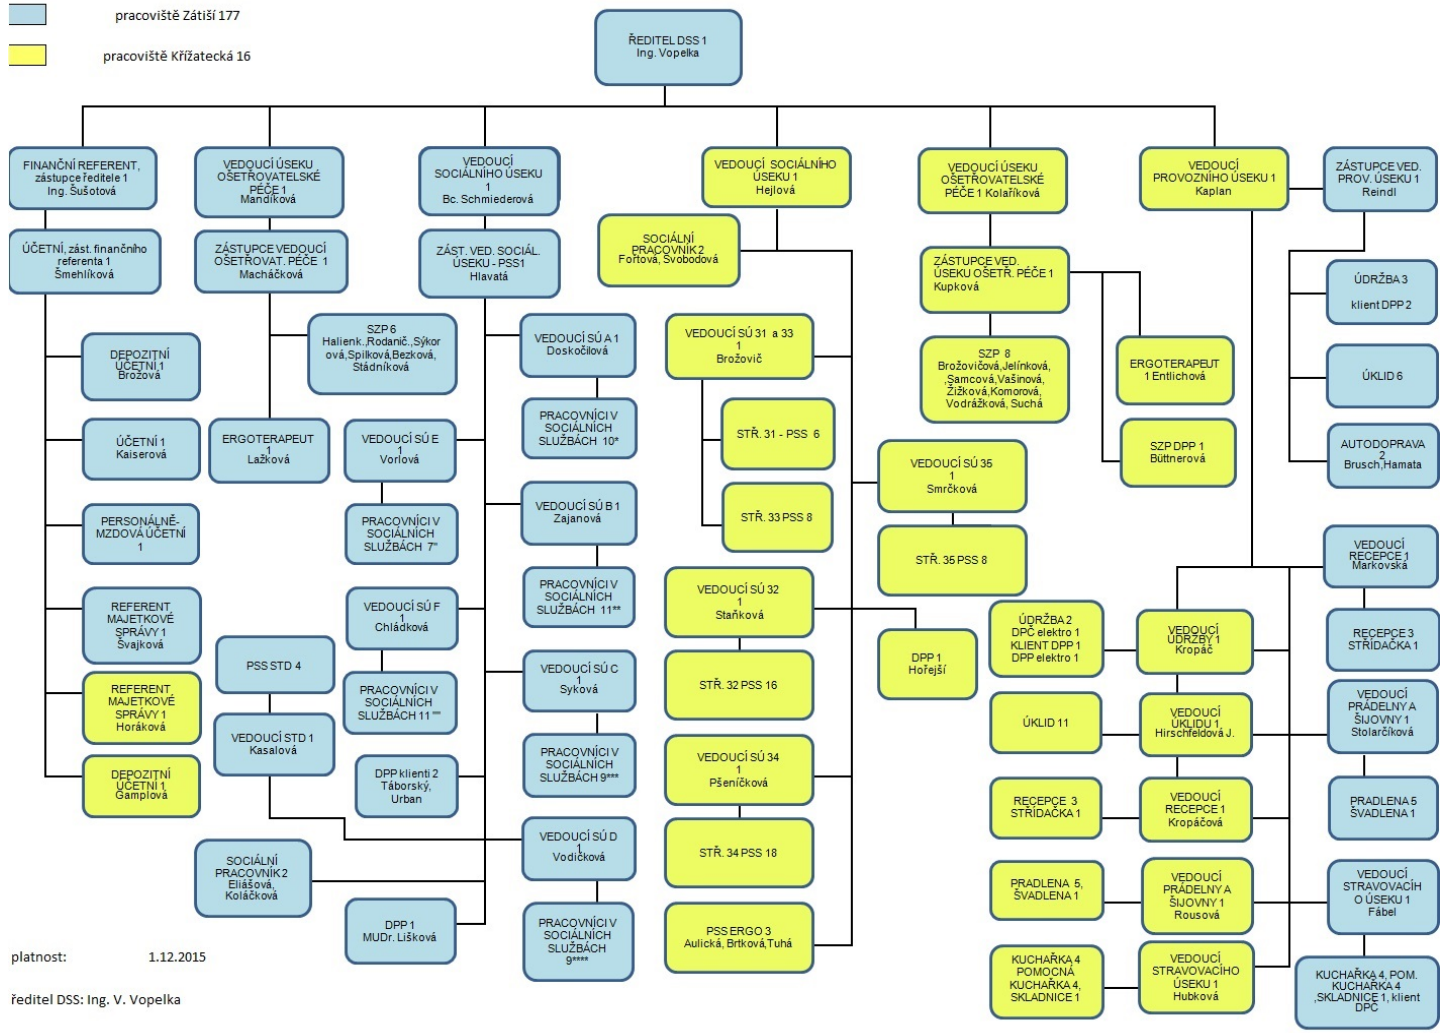 pracoviště Zátiší 177
pracoviště Křížatecká 16
ŘEDITEL DSS 1
Ing. Vopelka
FINANČNÍ REFERENT,
zástupce ředitele 1
Ing. Šušotová
VEDOUCÍ ÚSEKU
OŠETŘOVATELSKÉ
PÉČE 1
Mandíková
VEDOUCÍ
SOCIÁLNÍHO ÚSEKU
1
Bc. Schmiederová
VEDOUCÍ SOCIÁLNÍHO
ÚSEKU 1
Hejlová
VEDOUCÍ ÚSEKU
OŠETŘOVATELSKÉ
PÉČE 1 Kolaříková
VEDOUCÍ
PROVOZNÍHO ÚSEKU 1
Kaplan
ZÁSTUPCE VED.
PROV. ÚSEKU 1
Reindl
ÚČETNÍ, zást. finančního
referenta 1
Šmehlíková
ZÁSTUPCE VEDOUCÍ
OŠETŘOVAT. PÉČE 1
Macháčková
ZÁST. VED. SOCIÁL.
ÚSEKU - PSS1
Hlavatá
SOCIÁLNÍ
PRACOVNÍK 2
Fořtová, Svobodová
ZÁSTUPCE VED.
ÚSEKU OŠETŘ. PÉČE 1
Kupková
ÚDRŽBA 3
klient DPP 2
DEPOZITNÍ
ÚČETNÍ 1
Brožová
SZP 6
Halienk.,Rodanič.,Sýkor
ová,Spilková,Bezková,
Stádníková
VEDOUCÍ SÚ A 1
Doskočilová
VEDOUCÍ SÚ 31 a 33
1
Brožovič
SZP 8
Brožovičová,Jelínková,
,Samcová,Vašinová,
Žižková,Komorová,
Vodrážková, Suchá
ERGOTERAPEUT
1 Entlichová
ÚKLID 6
ÚČETNÍ 1
Kaiserová
ERGOTERAPEUT
1
Lažková
VEDOUCÍ SÚ E
1
Vorlová
PRACOVNÍCI V
SOCIÁLNÍCH
SLUŽBÁCH 10*
STŘ. 31 - PSS 6
VEDOUCÍ SÚ 35
1
Smrčková
SZP DPP 1
Büttnerová
AUTODOPRAVA
2
Brusch,Hamata
PERSONÁLNĚ-
MZDOVÁ ÚČETNÍ
1
PRACOVNÍCI V
SOCIÁLNÍCH
SLUŽBÁCH 7"
VEDOUCÍ SÚ B 1
Zajanová
STŘ. 33 PSS 8
STŘ. 35 PSS 8
VEDOUCÍ
RECEPCE 1
Markovská
REFERENT
MAJETKOVÉ
SPRÁVY 1
Švajková
VEDOUCÍ SÚ F
1
Chládková
PRACOVNÍCI V
SOCIÁLNÍCH
SLUŽBÁCH 11**
VEDOUCÍ SÚ 32
1
Staňková
DPP 1
Hořejší
ÚDRŽBA 2
DPČ elektro 1
KLIENT DPP 1
DPP elektro 1
VEDOUCÍ
ÚDRŽBY 1
Kropáč
RECEPCE 3
STŘÍDAČKA 1
PSS STD 4
REFERENT
MAJETKOVÉ
SPRÁVY 1
Horáková
PRACOVNÍCI V
SOCIÁLNÍCH
SLUŽBÁCH 11""
VEDOUCÍ SÚ C
1
Syková
STŘ. 32 PSS 16
ÚKLID 11
VEDOUCÍ
ÚKLIDU 1
Hirschfeldová J.
VEDOUCÍ
PRÁDELNY A
ŠIJOVNY 1
Stolarčíková
VEDOUCÍ STD 1
Kasalová
DEPOZITNÍ
ÚČETNÍ 1
Gamplová
DPP klienti 2
Táborský,
Urban
PRACOVNÍCI V
SOCIÁLNÍCH
SLUŽBÁCH 9***
VEDOUCÍ SÚ 34
1
Pšeníčková
RECEPCE 3
STŘÍDAČKA 1
VEDOUCÍ
RECEPCE 1
Kropáčová
PRADLENA 5
ŠVADLENA 1
SOCIÁLNÍ
PRACOVNÍK 2
Eliášová,
Koláčková
VEDOUCÍ SÚ D
1
Vodičková
STŘ. 34 PSS 18
PRADLENA 5,
ŠVADLENA 1
VEDOUCÍ
PRÁDELNY A
ŠIJOVNY 1
Rousová
VEDOUCÍ
STRAVOVACÍH
O ÚSEKU 1
Fábel
DPP 1
MUDr. Lišková
PRACOVNÍCI V
SOCIÁLNÍCH
SLUŽBÁCH
9****
PSS ERGO 3
Aulická, Brtková,Tuhá
KUCHAŘKA 4
POMOCNÁ
KUCHAŘKA 4,
SKLADNICE 1
VEDOUCÍ
STRAVOVACÍHO
ÚSEKU 1
Hubková
KUCHAŘKA 4, POM.
KUCHAŘKA 4
,SKLADNICE 1, klient
DPČ
platnost: 1.12.2015
ředitel DSS: Ing. V. Vopelka